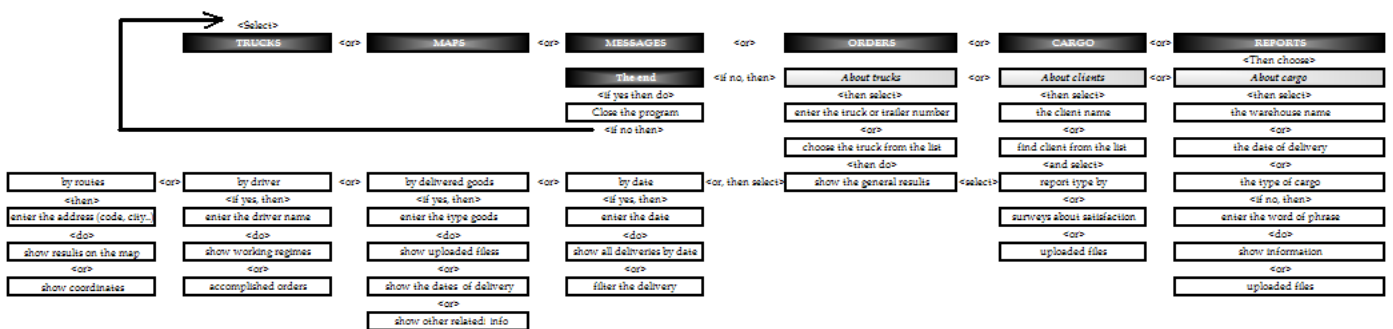 <Select>
TRUCKS <or> MAPS <or> MESSAGES <or> ORDERS <or> CARGO <or> REPORTS
<Then choose>
The end <if no, then> About trucks <or> About clients <or> About cargo
<if yes then do> <then select> <then select> <then select>
Close the program enter the truck or trailer number the client name the warehouse name
<if no then> <or> <or> <or>
choose the truck from the list find client from the list the date of delivery
<then do> <and select> <or>
by routes <or> by driver <or> by delivered goods <or> by date <or, then select> show the general results <select> report type by the type of cargo
<then> <if yes, then> <if yes, then> <if yes, then> <or> <if no, then>
enter the address (code, city..) enter the driver name enter the type goods enter the date surveys about satisfaction enter the word of phrase
<do> <do> <do> <do> <or> <do>
show results on the map show working regimes show uploaded filess show all deliveries by date uploaded files show information
<or> <or> <or> <or> <or>
show coordinates accomplished orders show the dates of delivery filter the delivery uploaded files
<or>
show other related: info